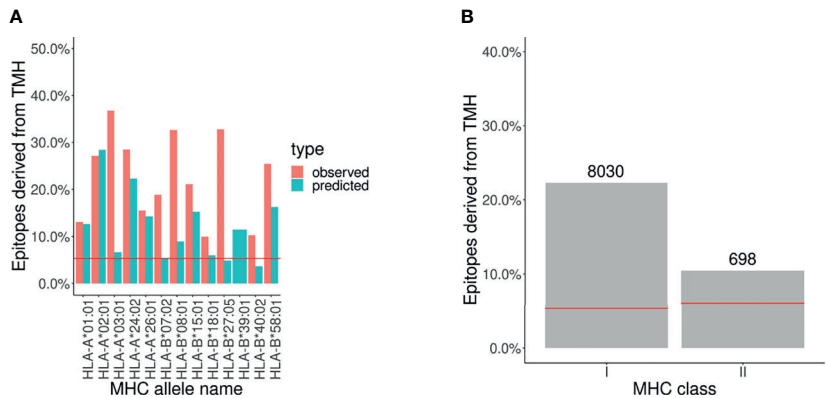 A
Epitopes derived from TMH
50.0%
40.0%
30.0%
20.0%
10.0%
0.0%
HLA-A*01:01
HLA-A*02:01
HLA-A*03:01
HLA-A*24:02
HLA-A*26:01
HLA-B*07:02
HLA-B*08:01
HLA-B*15:01
HLA-B*18:01
HLA-B*27:05
HLA-B*39:01
HLA-B*40:02
HLA-B*58:01
MHC allele name
type
observed
predicted
B
Epitopes derived from TMH
40.0%
30.0%
20.0%
10.0%
0.0%
8030
698
I
II
MHC class